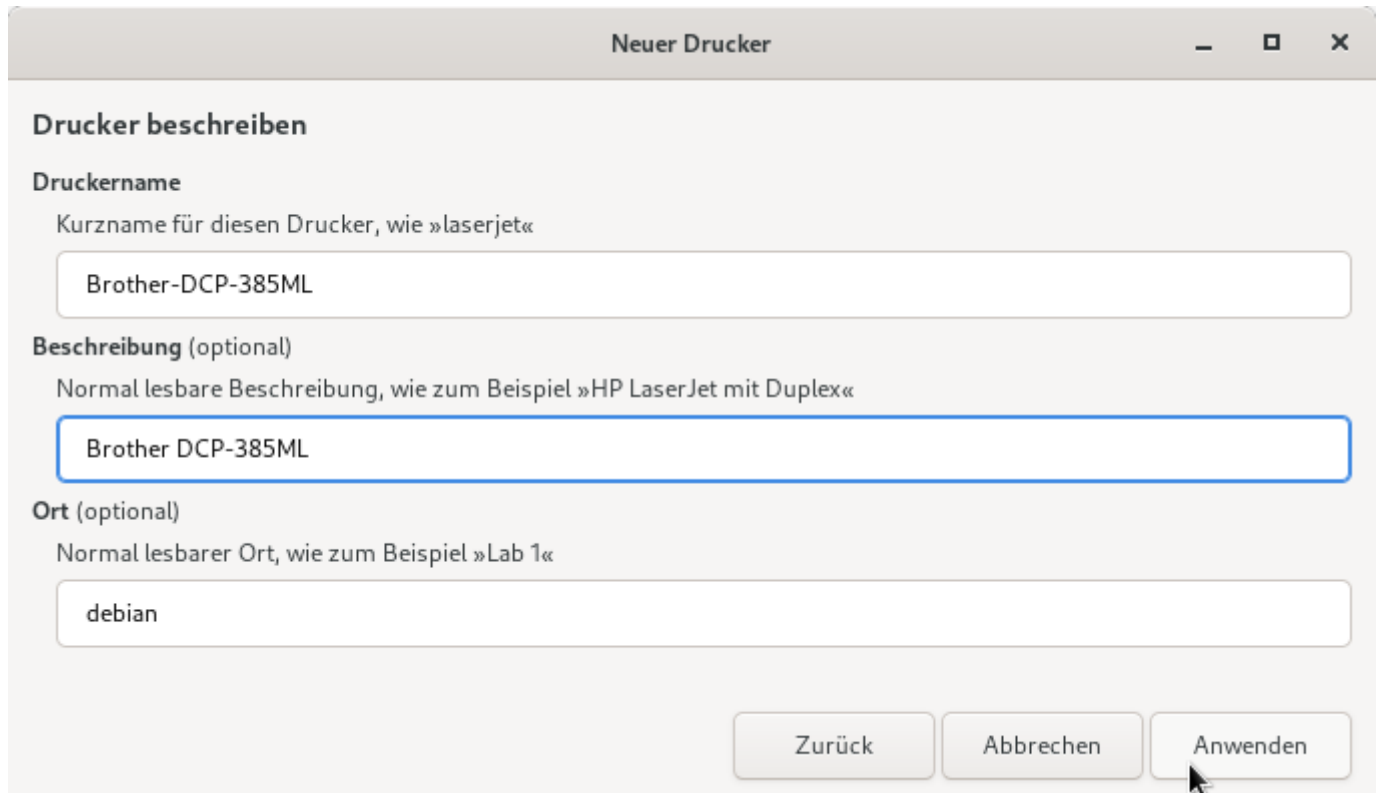 Neuer Drucker
Drucker beschreiben
Druckername
Kurzname für diesen Drucker, wie »laserjet«
Brother-DCP-385ML
Beschreibung (optional)
Normal lesbare Beschreibung, wie zum Beispiel »HP LaserJet mit Duplex«
Brother DCP-385ML
Ort (optional)
Normal lesbarer Ort, wie zum Beispiel »Lab 1«
debian
Zurück Abbrechen Anwenden